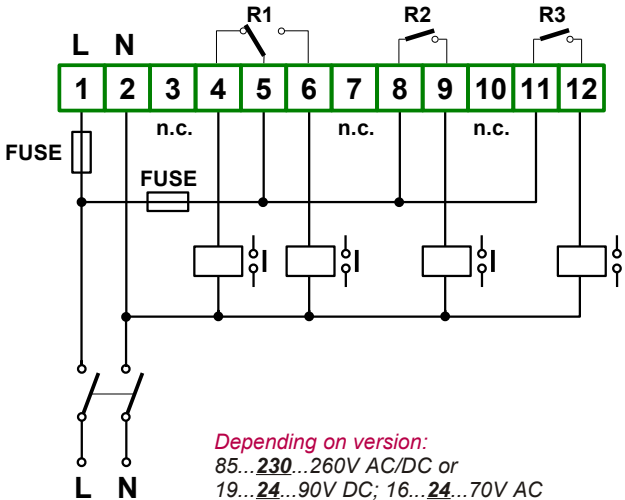 R1 R2 R3
L N
1 2 3 4 5 6 7 8 9 10 11 12
n.c. n.c. n.c.
FUSE
FUSE
L N
Depending on version:
85...230...260V AC/DC or
19...24...90V DC; 16...24...70V AC